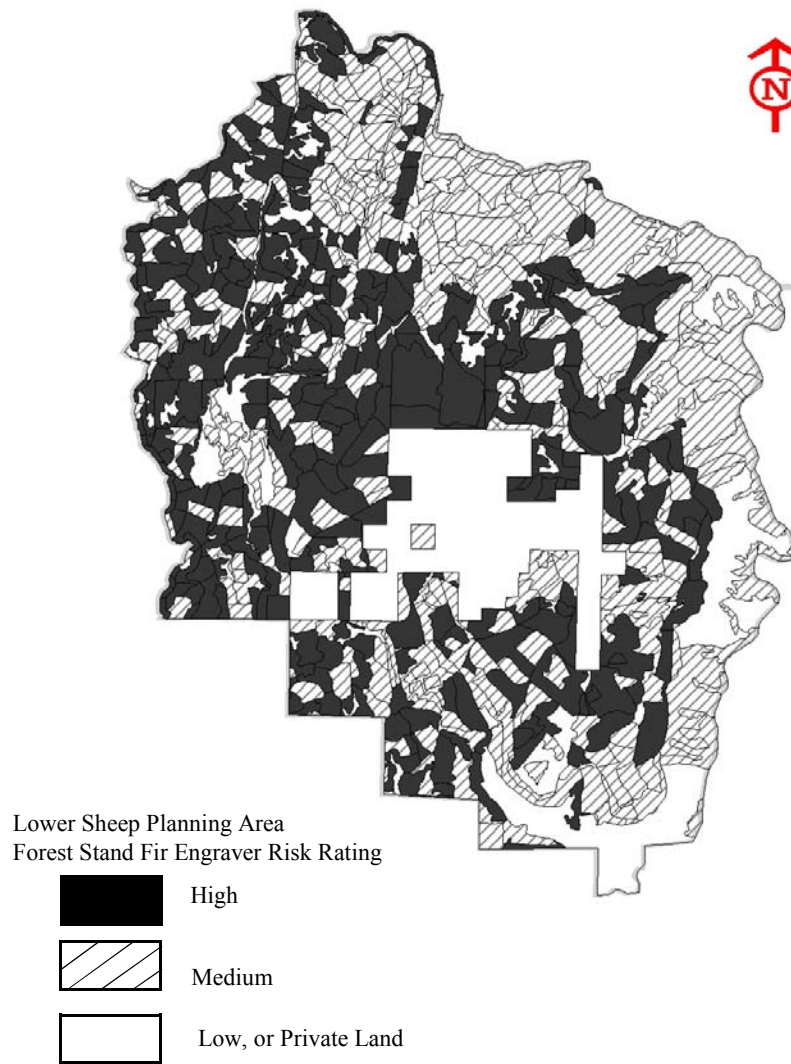 N
Lower Sheep Planning Area
Forest Stand Fir Engraver Risk Rating
High
Medium
Low, or Private Land